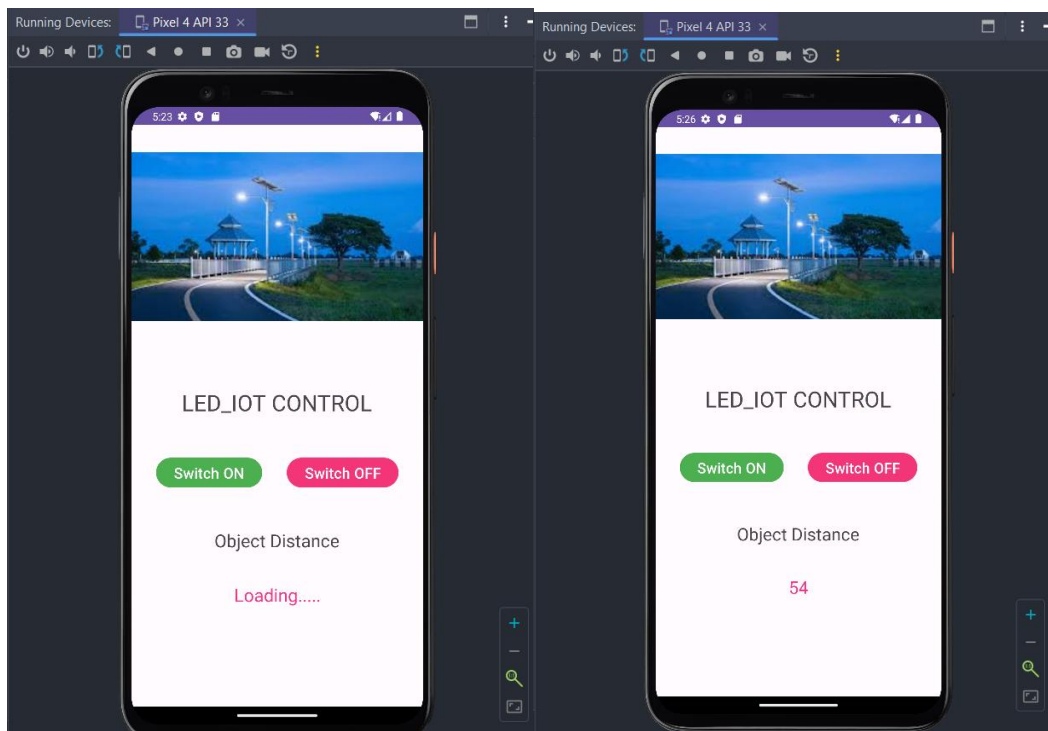 Running Devices: Pixel 4 API 33
5:23
LED_IOT CONTROL
Switch ON Switch OFF
Object Distance
Loading.....
Running Devices: Pixel 4 API 33
5:26
LED_IOT CONTROL
Switch ON Switch OFF
Object Distance
54